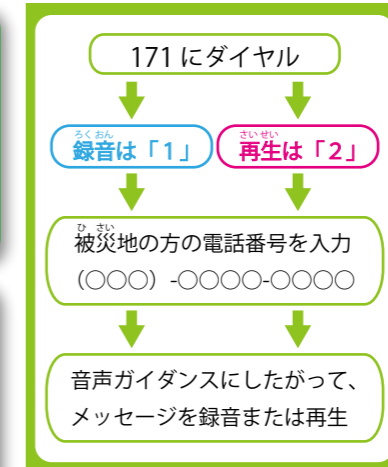 171 にダイヤル
ろくおん
録音は「1」
さいせい
再生は「2」
ひ さい
被災地の方の電話番号を入力
(○○○) -○○○○-○○○○
音声ガイダンスにしたがって、
メッセージを録音または再生